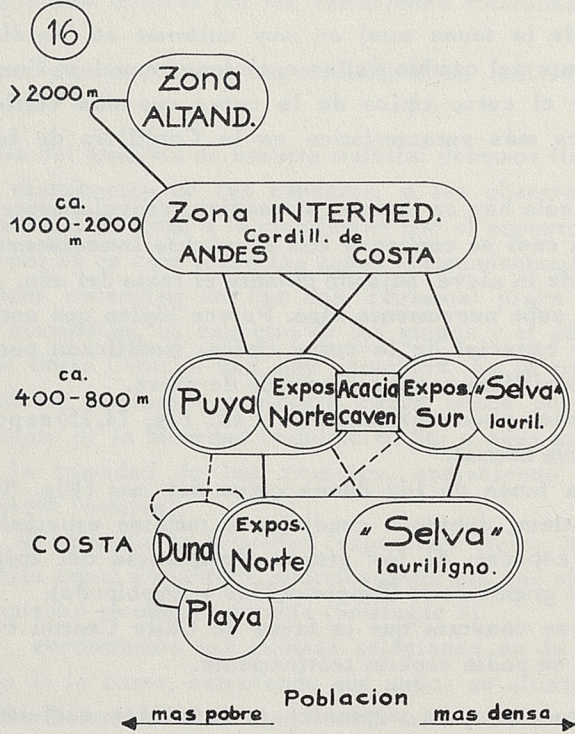 16
>2000 m
Zona
ALTAND.
ca.
1000-2000
m
Zona INTERMED.
Cordill. de
ANDES COSTA
ca.
400-800 m
Puya
Expos
Norte
Acacia
caven
Expos.
Sur
"Selva"
lauril.
COSTA
Duna
Expos.
Norte
"Selva"
lauriligno.
Playa
Poblacion
mas pobre mas densa